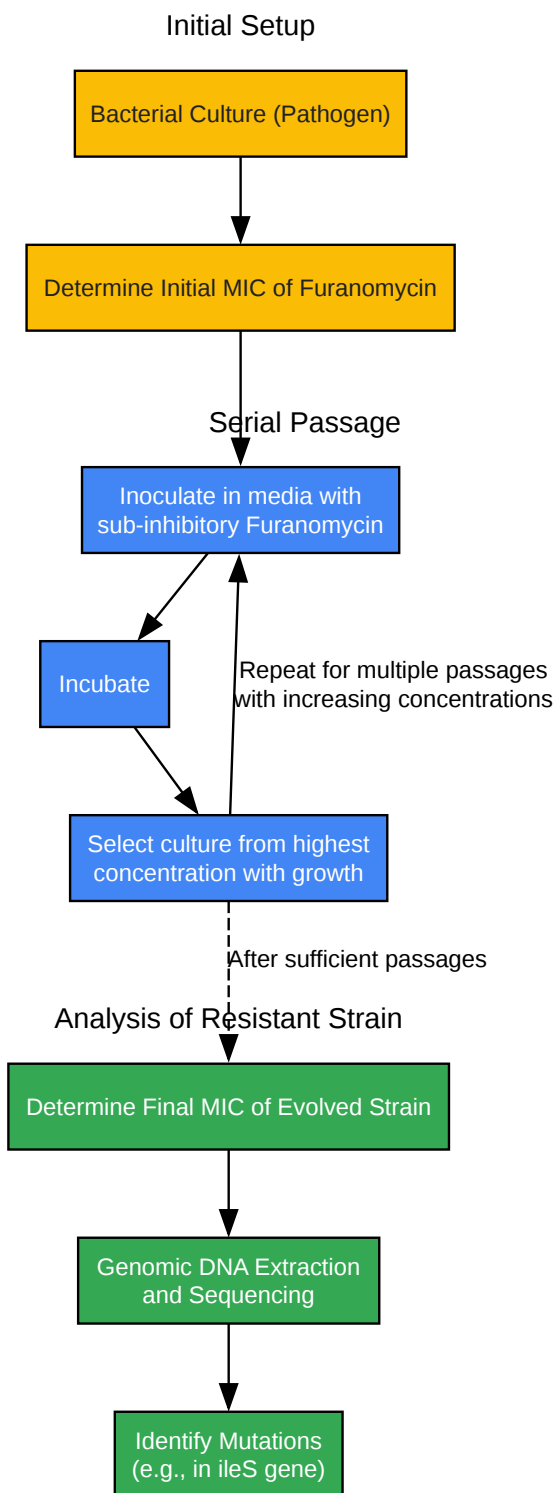 Initial Setup
Bacterial Culture (Pathogen)
Determine Initial MIC of Furanomycin
Serial Passage
Inoculate in media with
sub-inhibitory Furanomycin
Incubate
Repeat for multiple passages
with increasing concentrations
Select culture from highest
concentration with growth
After sufficient passages
Analysis of Resistant Strain
Determine Final MIC of Evolved Strain
Genomic DNA Extraction
and Sequencing
Identify Mutations
(e.g., in ileS gene)